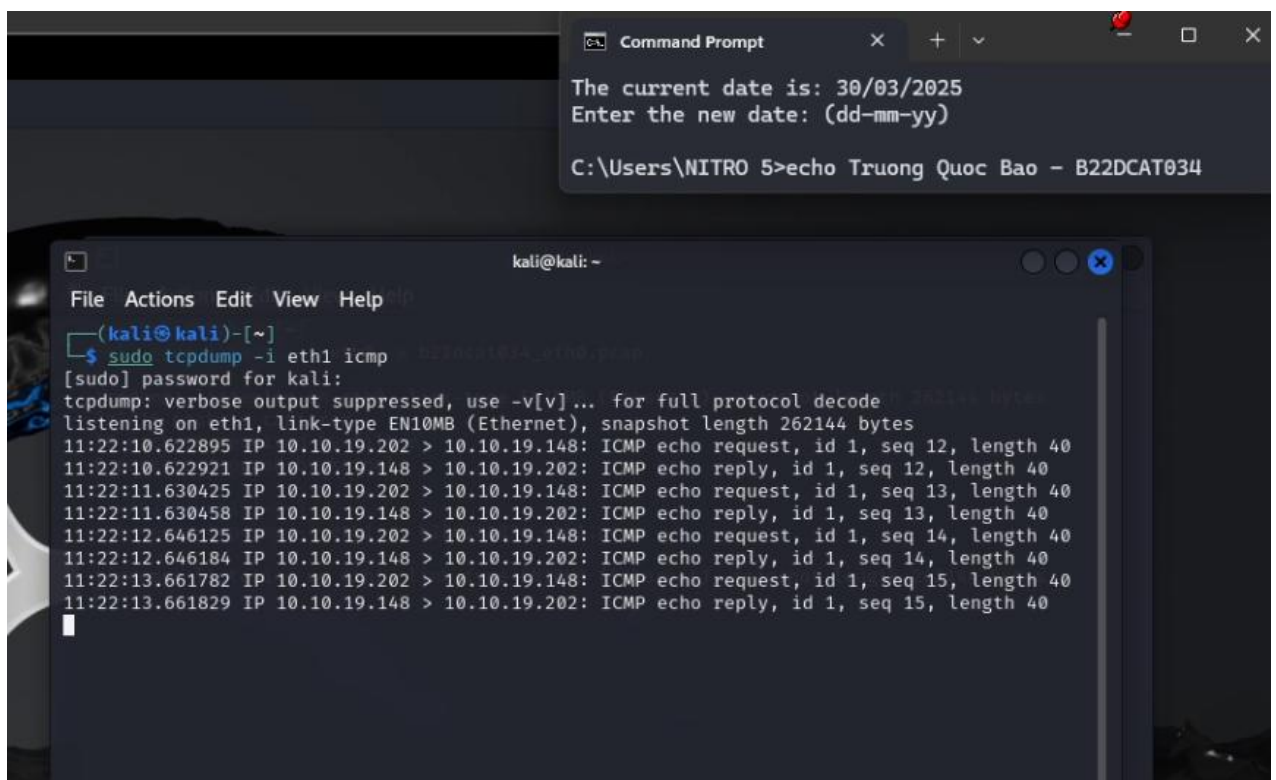 Command Prompt
The current date is: 30/03/2025
Enter the new date: (dd-mm-yy)
C:\Users\NITRO 5>echo Truong Quoc Bao - B22DCAT034
kali@kali: ~
File Actions Edit View Help
(kali㉿kali)-[~]
$ sudo tcpdump -i eth1 icmp
[sudo] password for kali:
tcpdump: verbose output suppressed, use -v[v]... for full protocol decode
listening on eth1, link-type EN10MB (Ethernet), snapshot length 262144 bytes
11:22:10.622895 IP 10.10.19.202 > 10.10.19.148: ICMP echo request, id 1, seq 12, length 40
11:22:10.622921 IP 10.10.19.148 > 10.10.19.202: ICMP echo reply, id 1, seq 12, length 40
11:22:11.630425 IP 10.10.19.202 > 10.10.19.148: ICMP echo request, id 1, seq 13, length 40
11:22:11.630458 IP 10.10.19.148 > 10.10.19.202: ICMP echo reply, id 1, seq 13, length 40
11:22:12.646125 IP 10.10.19.202 > 10.10.19.148: ICMP echo request, id 1, seq 14, length 40
11:22:12.646184 IP 10.10.19.148 > 10.10.19.202: ICMP echo reply, id 1, seq 14, length 40
11:22:13.661782 IP 10.10.19.202 > 10.10.19.148: ICMP echo request, id 1, seq 15, length 40
11:22:13.661829 IP 10.10.19.148 > 10.10.19.202: ICMP echo reply, id 1, seq 15, length 40